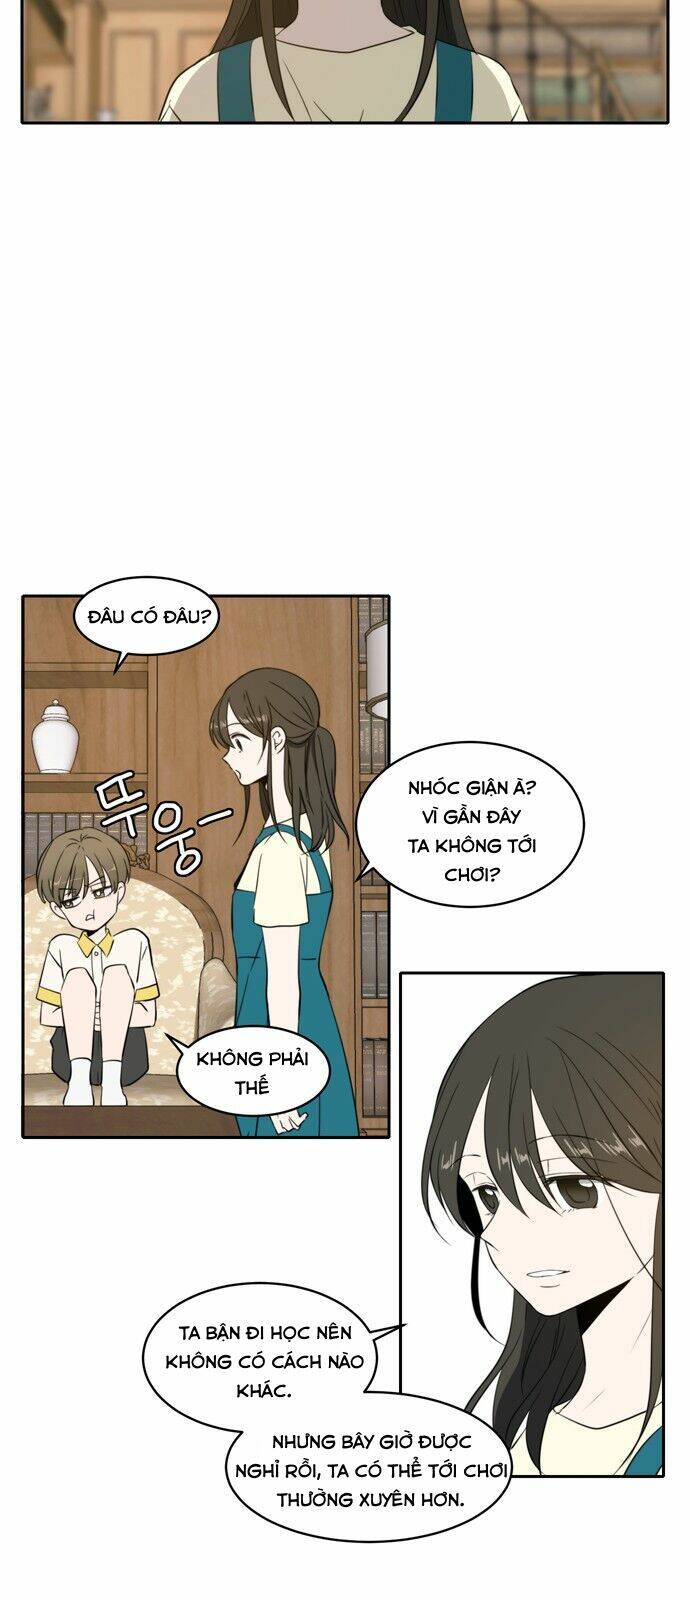 ĐÂU CÓ ĐÂU?
뚜웅-
NHÓC GIẬN À?
VÌ GẦN ĐÂY
TA KHÔNG TỚI
CHƠI?
KHÔNG PHẢI
THẾ
TA BẬN ĐI HỌC NÊN
KHÔNG CÓ CÁCH NÀO
KHÁC.
NHƯNG BÂY GIỜ ĐƯỢC
NGHỈ RỒI, TA CÓ THỂ TỚI CHƠI
THƯỜNG XUYÊN HƠN.